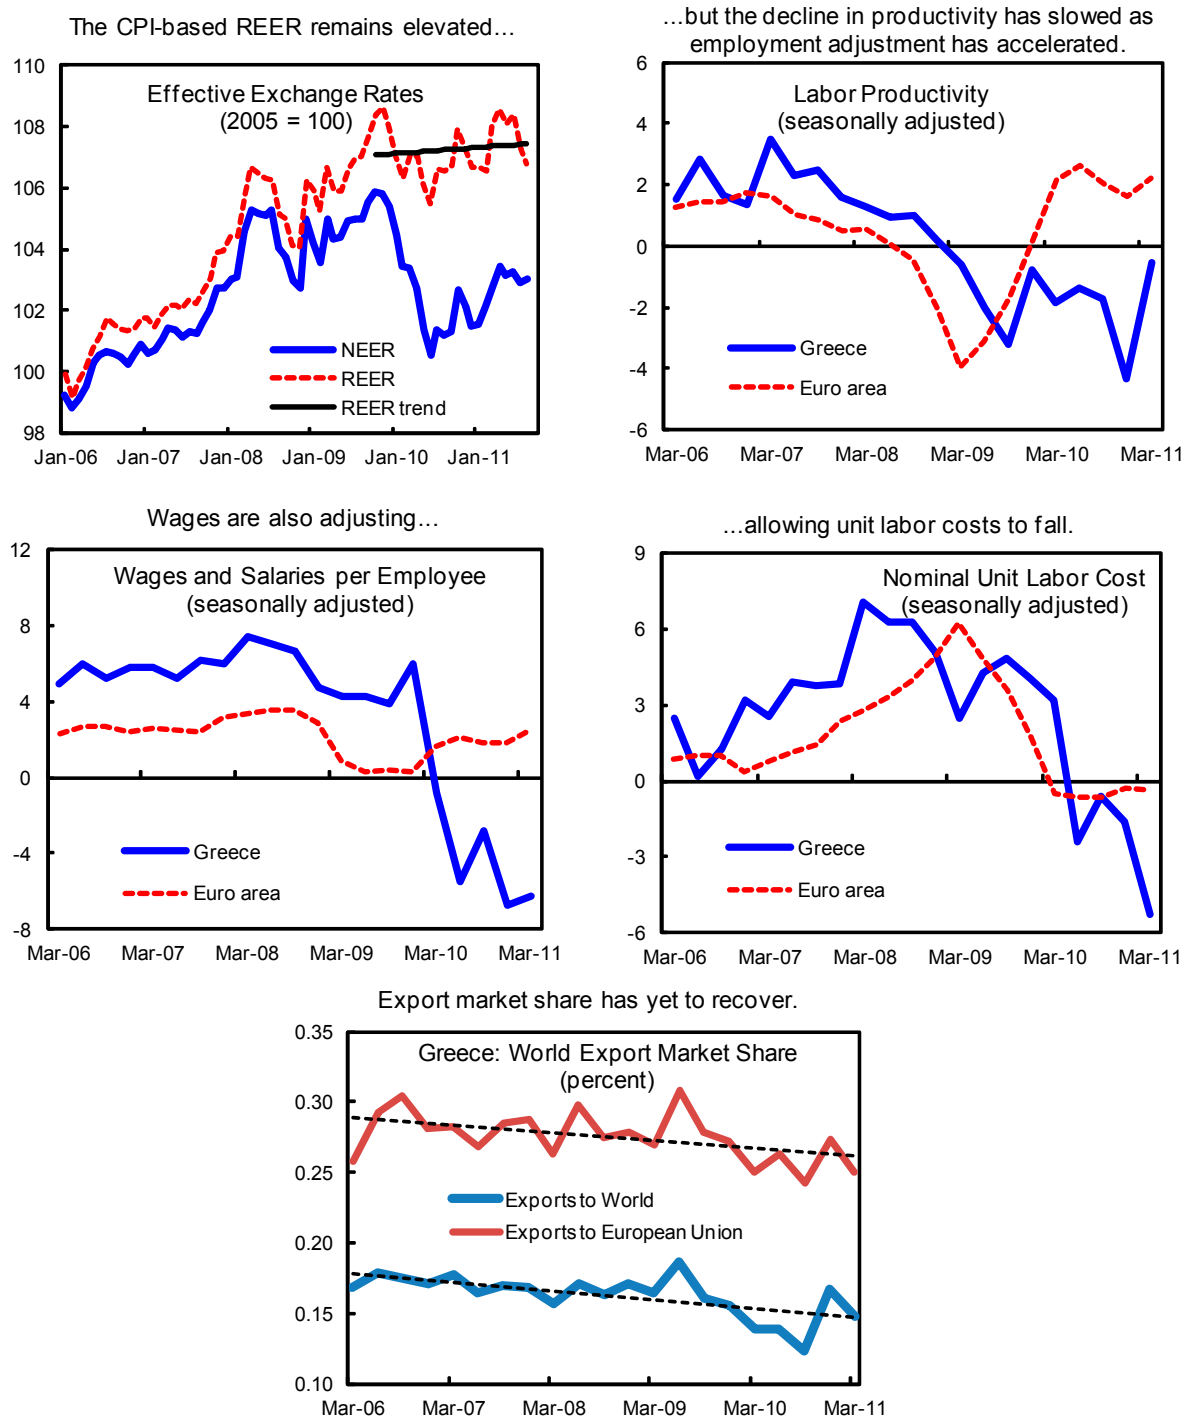 The CPI-based REER remains elevated…
110
108
106
104
102
100
98
Effective Exchange Rates
(2005 = 100)
NEER
REER
REER trend
Jan-06 Jan-07 Jan-08 Jan-09 Jan-10 Jan-11
…but the decline in productivity has slowed as
employment adjustment has accelerated.
6
4
2
0
-2
-4
-6
Labor Productivity
(seasonally adjusted)
Greece
Euro area
Mar-06 Mar-07 Mar-08 Mar-09 Mar-10 Mar-11
Wages are also adjusting…
12
8
4
0
-4
-8
Wages and Salaries per Employee
(seasonally adjusted)
Greece
Euro area
Mar-06 Mar-07 Mar-08 Mar-09 Mar-10 Mar-11
…allowing unit labor costs to fall.
9
6
3
0
-3
-6
Nominal Unit Labor Cost
(seasonally adjusted)
Greece
Euro area
Mar-06 Mar-07 Mar-08 Mar-09 Mar-10 Mar-11
Export market share has yet to recover.
0.35
0.30
0.25
0.20
0.15
0.10
Greece: World Export Market Share
(percent)
Exports to World
Exports to European Union
Mar-06 Mar-07 Mar-08 Mar-09 Mar-10 Mar-11